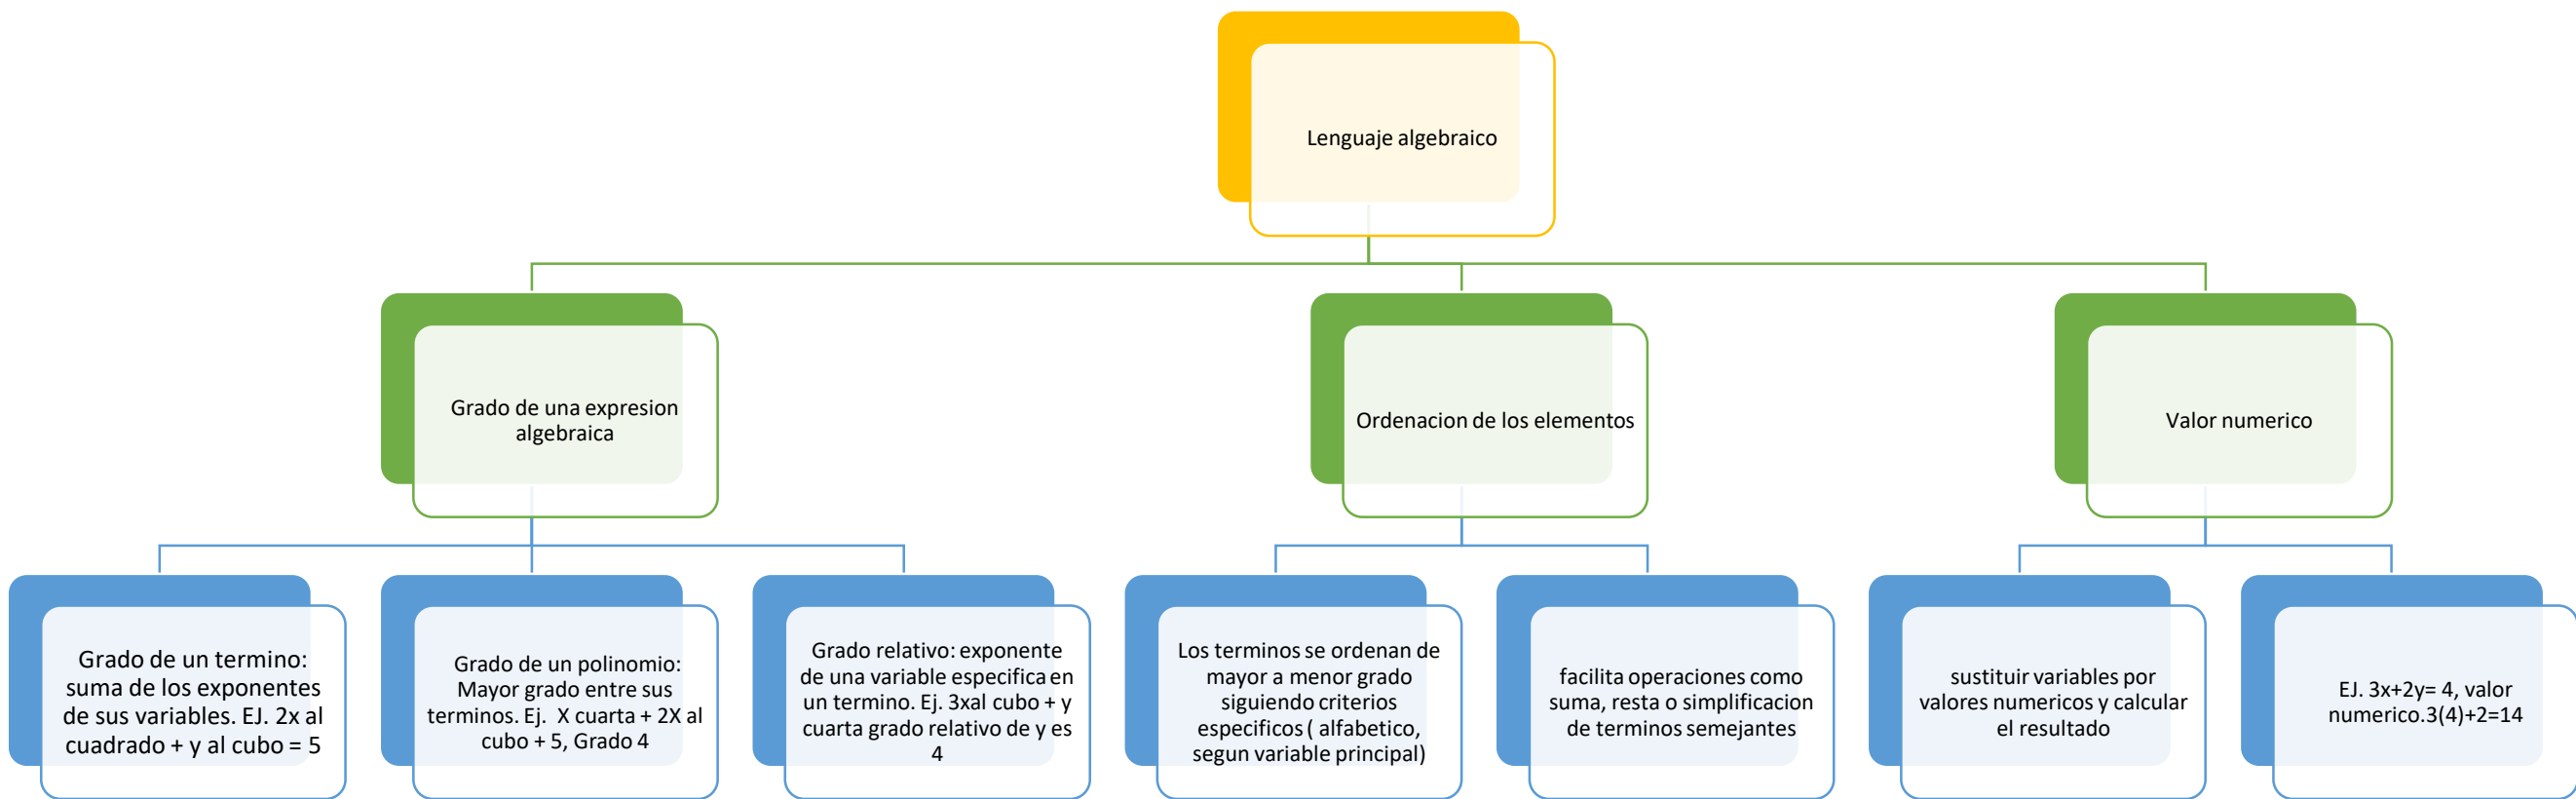 Lenguaje algebraico
Grado de una expresion
algebraica
Ordenacion de los elementos
Valor numerico
Grado de un termino:
suma de los exponentes
de sus variables. EJ. 2x al
cuadrado + y al cubo = 5
Grado de un polinomio:
Mayor grado entre sus
terminos. Ej.  X cuarta + 2X al
cubo + 5, Grado 4
Grado relativo: exponente
de una variable especifica en
un termino. Ej. 3xal cubo + y
cuarta grado relativo de y es
4
Los terminos se ordenan de
mayor a menor grado
siguiendo criterios
especificos ( alfabetico,
segun variable principal)
facilita operaciones como
suma, resta o simplificacion
de terminos semejantes
sustituir variables por
valores numericos y calcular
el resultado
EJ. 3x+2y= 4, valor
numerico.3(4)+2=14